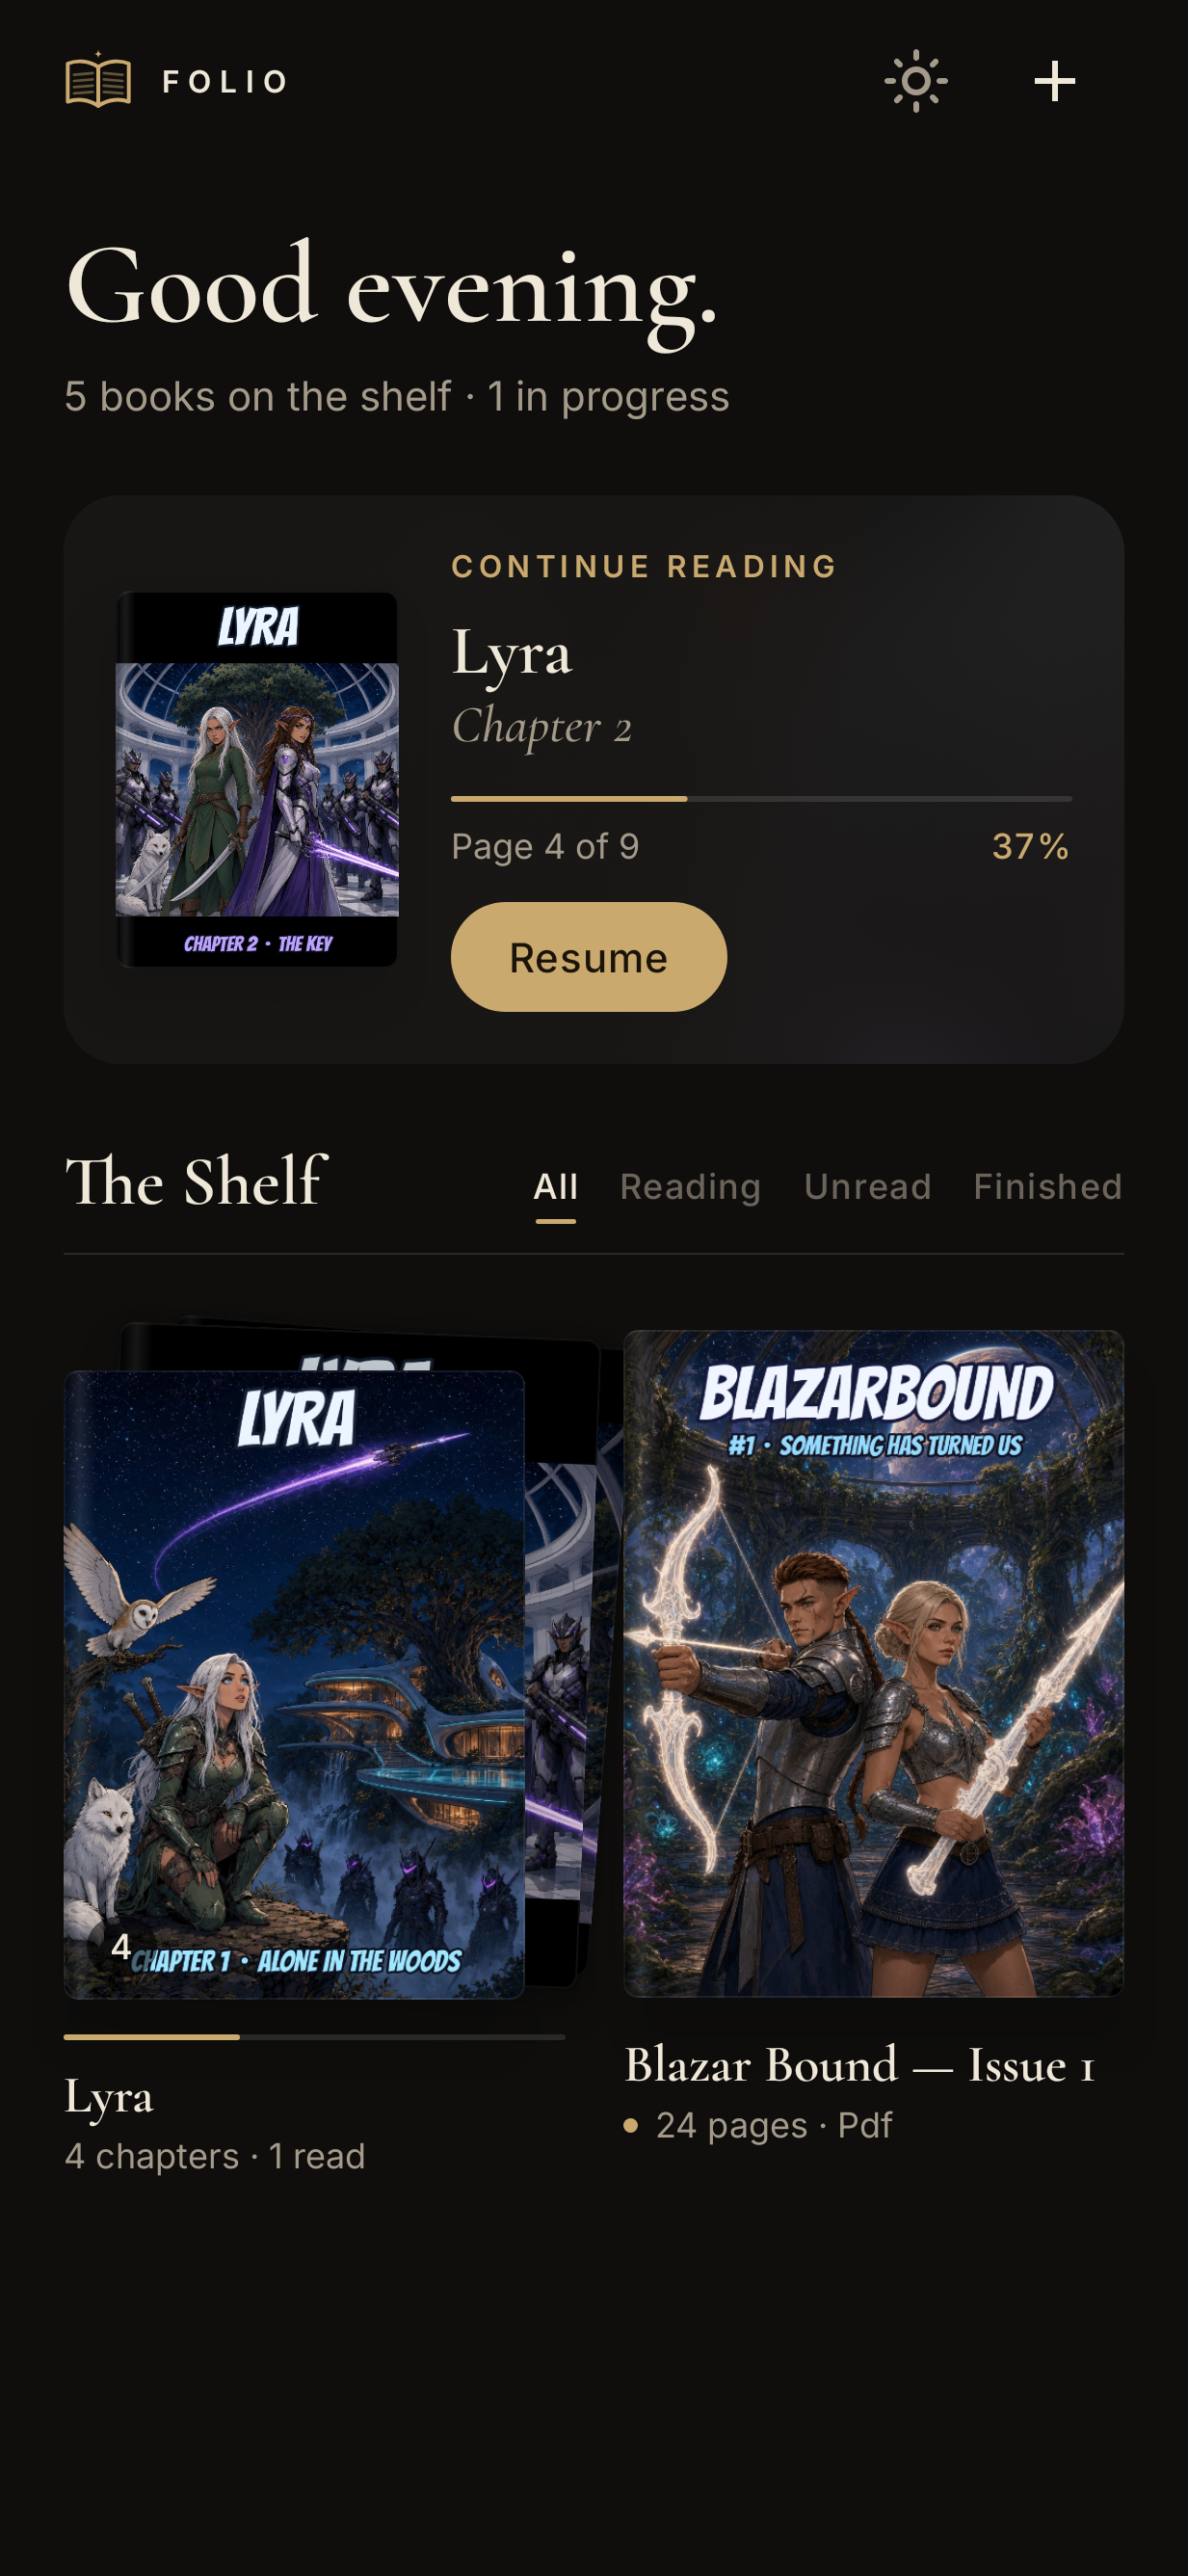 FOLIO
Good evening.
5 books on the shelf · 1 in progress
CONTINUE READING
LYRA
CHAPTER 2 · THE KEY
Lyra
Chapter 2
Page 4 of 9
37%
Resume
The Shelf
All
Reading
Unread
Finished
LYRA
LYRA
4
CHAPTER 1 · ALONE IN THE WOODS
Lyra
4 chapters · 1 read
BLAZARBOUND
#1 · SOMETHING HAS TURNED US
Blazar Bound — Issue 1
24 pages · Pdf